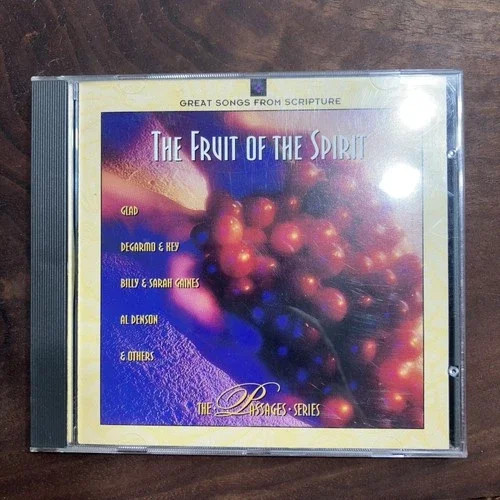 GREAT SONGS FROM SCRIPTURE
THE FRUIT OF THE SPIRIT
GLAD
DEGARMO & KEY
BILLY & SARAH GAINES
AL DENSON
& OTHERS
THE · PASSAGES · SERIES